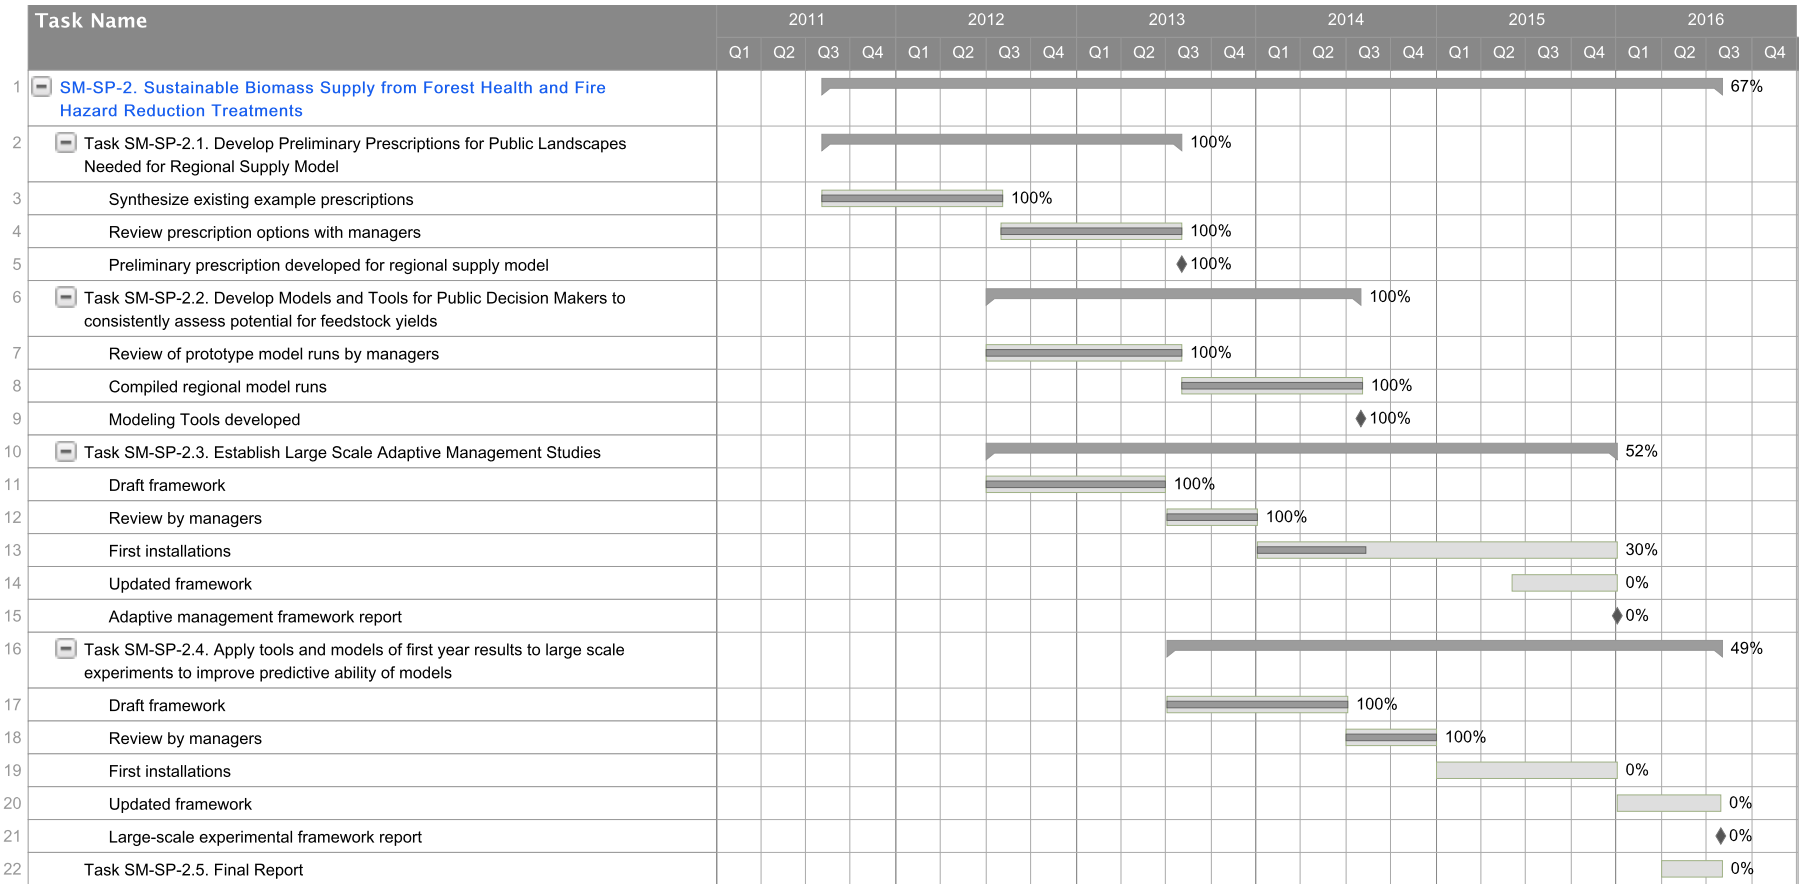 Task Name
2011 2012 2013 2014 2015 2016
Q1 Q2 Q3 Q4 Q1 Q2 Q3 Q4 Q1 Q2 Q3 Q4 Q1 Q2 Q3 Q4 Q1 Q2 Q3 Q4 Q1 Q2 Q3 Q4
1 SM-SP-2. Sustainable Biomass Supply from Forest Health and Fire 67%
Hazard Reduction Treatments
2 Task SM-SP-2.1. Develop Preliminary Prescriptions for Public Landscapes 100%
Needed for Regional Supply Model
3 Synthesize existing example prescriptions 100%
4 Review prescription options with managers 100%
5 Preliminary prescription developed for regional supply model 100%
6 Task SM-SP-2.2. Develop Models and Tools for Public Decision Makers to 100%
consistently assess potential for feedstock yields
7 Review of prototype model runs by managers 100%
8 Compiled regional model runs 100%
9 Modeling Tools developed 100%
10 Task SM-SP-2.3. Establish Large Scale Adaptive Management Studies 52%
11 Draft framework 100%
12 Review by managers 100%
13 First installations 30%
14 Updated framework 0%
15 Adaptive management framework report 0%
16 Task SM-SP-2.4. Apply tools and models of first year results to large scale 49%
experiments to improve predictive ability of models
17 Draft framework 100%
18 Review by managers 100%
19 First installations 0%
20 Updated framework 0%
21 Large-scale experimental framework report 0%
22 Task SM-SP-2.5. Final Report 0%